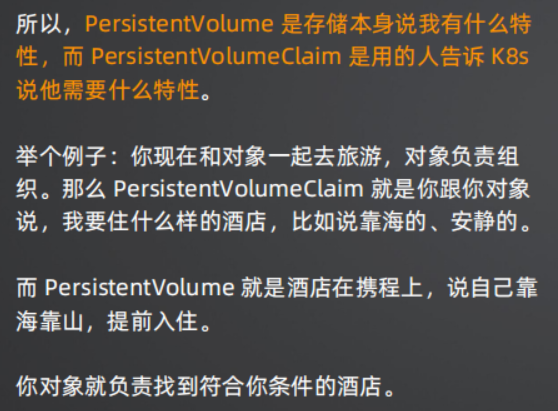 所以，PersistentVolume 是存储本身说我有什么特
性，而 PersistentVolumeClaim 是用的人告诉 K8s
说他需要什么特性。
举个例子：你现在和对象一起去旅游，对象负责组
织。那么 PersistentVolumeClaim 就是你跟你对象
说，我要住什么样的酒店，比如说靠海的、安静的。
而 PersistentVolume 就是酒店在携程上，说自己靠
海靠山，提前入住。
你对象就负责找到符合你条件的酒店。